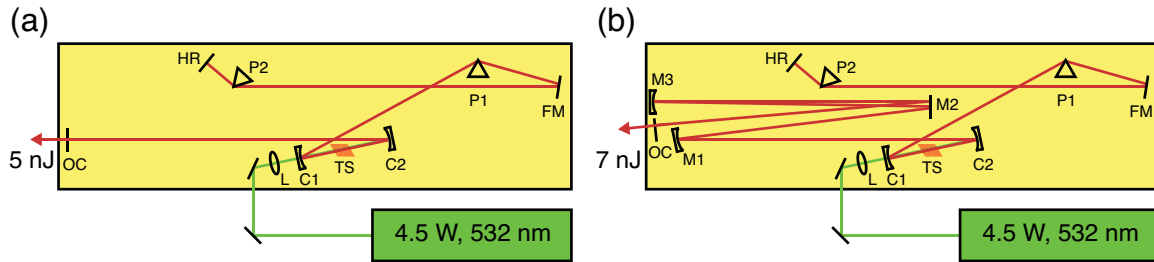 (a)
HR
P2
P1
FM
5 nJ
OC
L
C1
TS
C2
4.5 W, 532 nm
(b)
M3
HR
P2
P1
FM
M2
7 nJ
OC
M1
L
C1
TS
C2
4.5 W, 532 nm